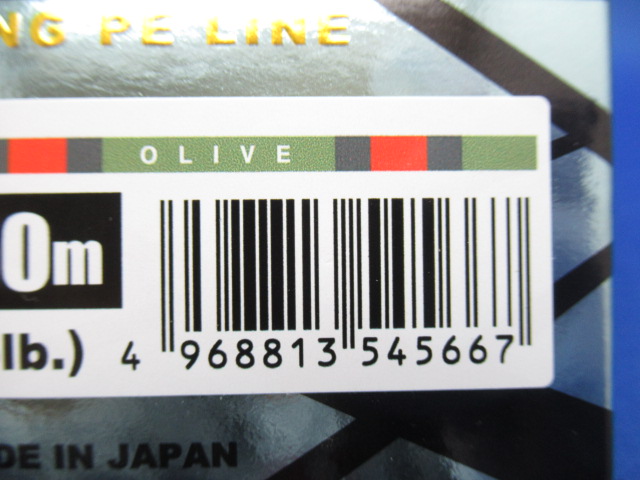 NG PE LINE
OLIVE
0m
lb.)
4 968813 545667
DE IN JAPAN